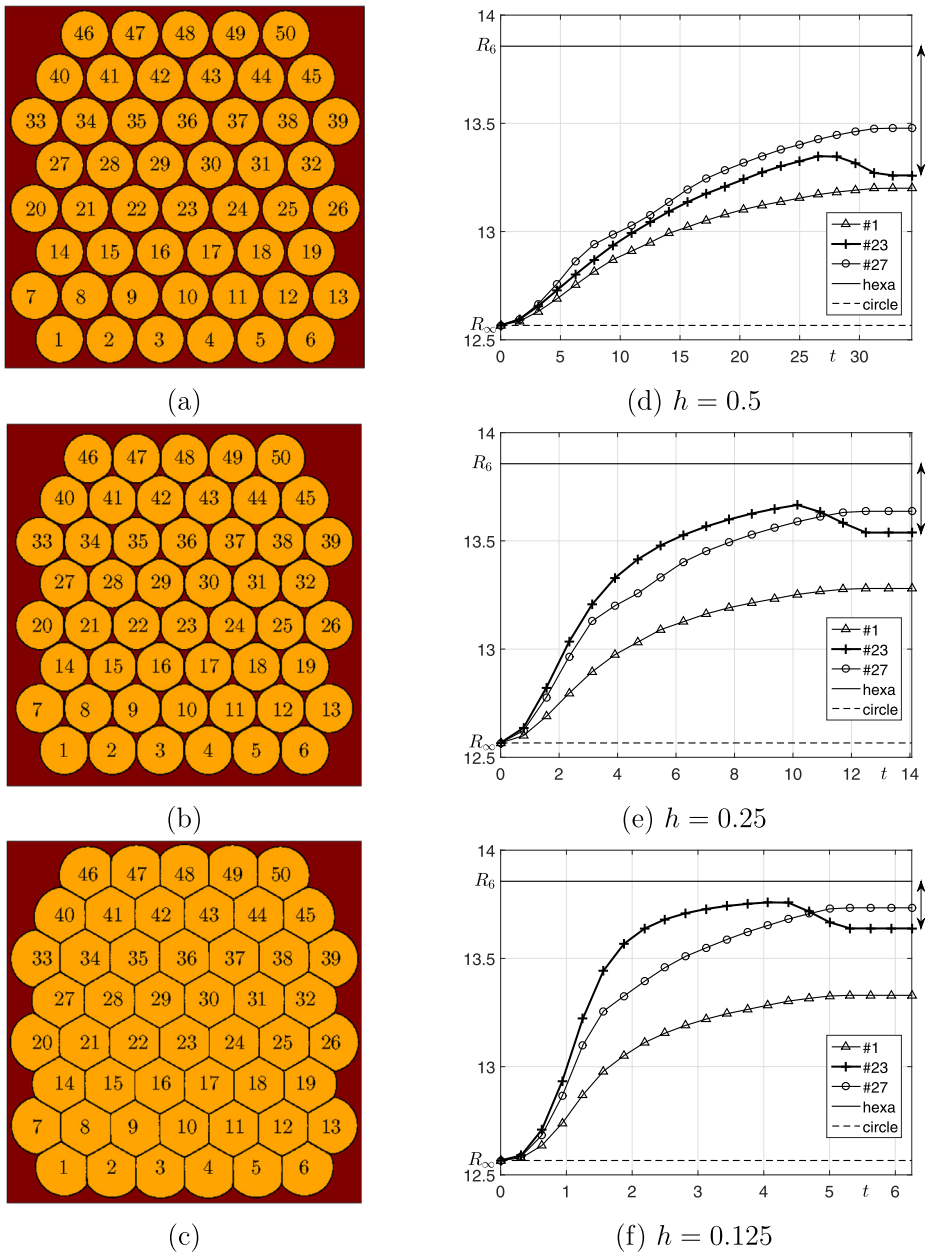 46 47 48 49 50
40 41 42 43 44 45
33 34 35 36 37 38 39
27 28 29 30 31 32
20 21 22 23 24 25 26
14 15 16 17 18 19
7 8 9 10 11 12 13
1 2 3 4 5 6
(a)
14
R₆
13.5
13
R∞
12.5
0 5 10 15 20 25 30 t
#1
#23
#27
hexa
circle
(d) h = 0.5
46 47 48 49 50
40 41 42 43 44 45
33 34 35 36 37 38 39
27 28 29 30 31 32
20 21 22 23 24 25 26
14 15 16 17 18 19
7 8 9 10 11 12 13
1 2 3 4 5 6
(b)
14
R₆
13.5
13
R∞
12.5
0 2 4 6 8 10 12 t 14
#1
#23
#27
hexa
circle
(e) h = 0.25
46 47 48 49 50
40 41 42 43 44 45
33 34 35 36 37 38 39
27 28 29 30 31 32
20 21 22 23 24 25 26
14 15 16 17 18 19
7 8 9 10 11 12 13
1 2 3 4 5 6
(c)
14
R₆
13.5
13
R∞
12.5
0 1 2 3 4 5 t 6
#1
#23
#27
hexa
circle
(f) h = 0.125